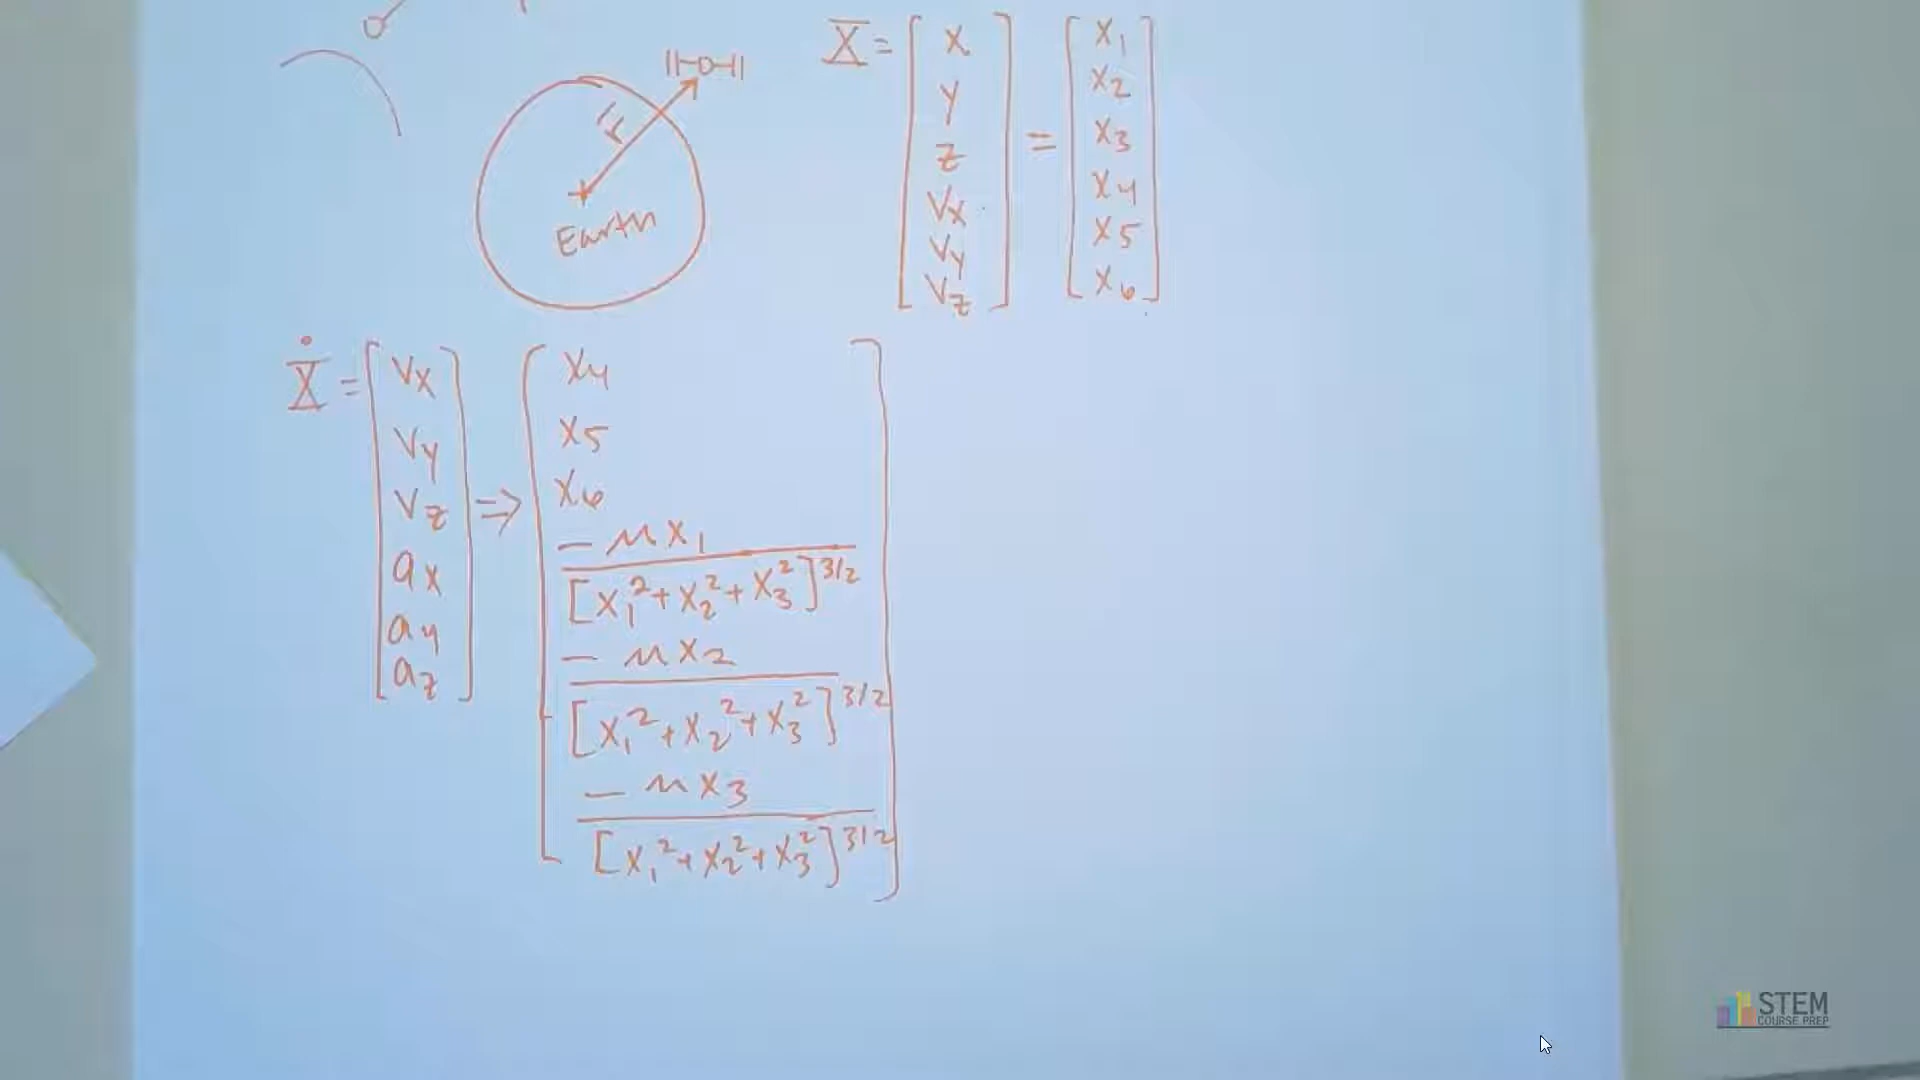 r̅
Earth
X̅ = [x y z Vx Vy Vz] = [x₁ x₂ x₃ x₄ x₅ x₆]
Ẋ = [Vx Vy Vz ax ay az] ⇒ [x₄
x₅
x₆
-μx₁ / [x₁² + x₂² + x₃²]^3/2
-μx₂ / [x₁² + x₂² + x₃²]^3/2
-μx₃ / [x₁² + x₂² + x₃²]^3/2]
STEM
COURSE PREP